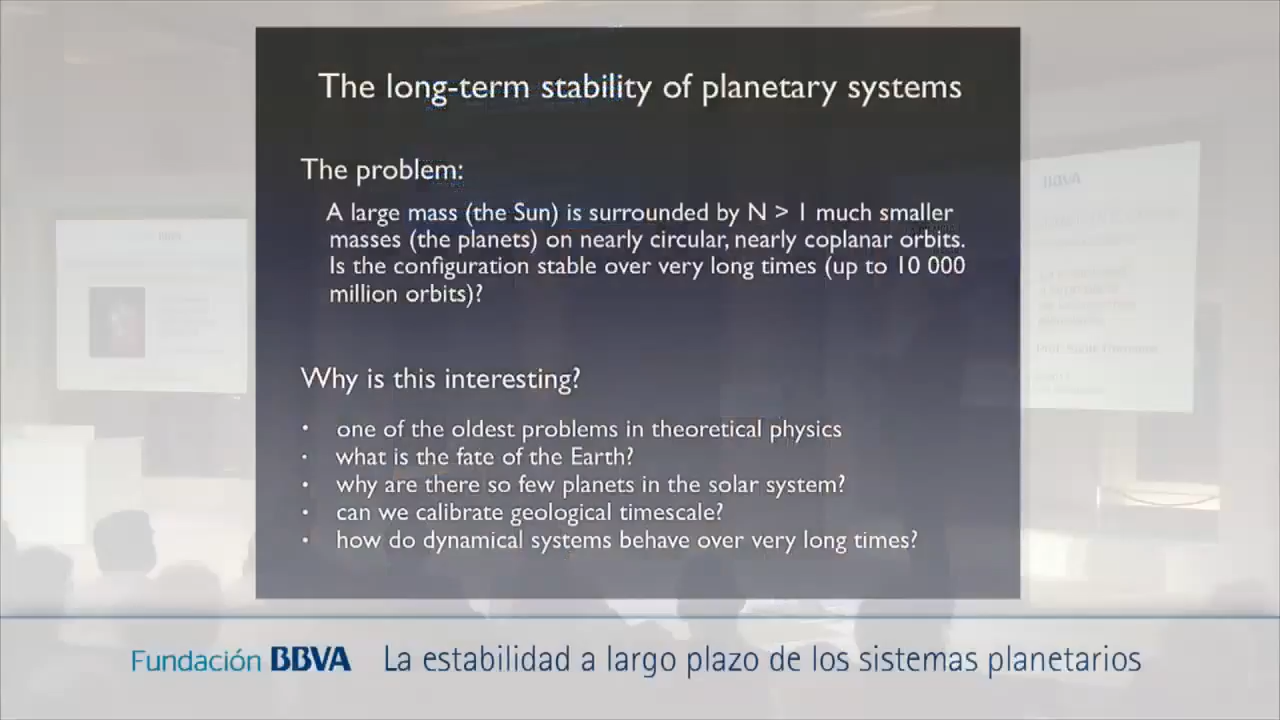 The long-term stability of planetary systems
The problem:
A large mass (the Sun) is surrounded by N > 1 much smaller
masses (the planets) on nearly circular, nearly coplanar orbits.
Is the configuration stable over very long times (up to 10 000
million orbits)?
Why is this interesting?
• one of the oldest problems in theoretical physics
• what is the fate of the Earth?
• why are there so few planets in the solar system?
• can we calibrate geological timescale?
• how do dynamical systems behave over very long times?
BBVA
Fundación BBVA La estabilidad a largo plazo de los sistemas planetarios